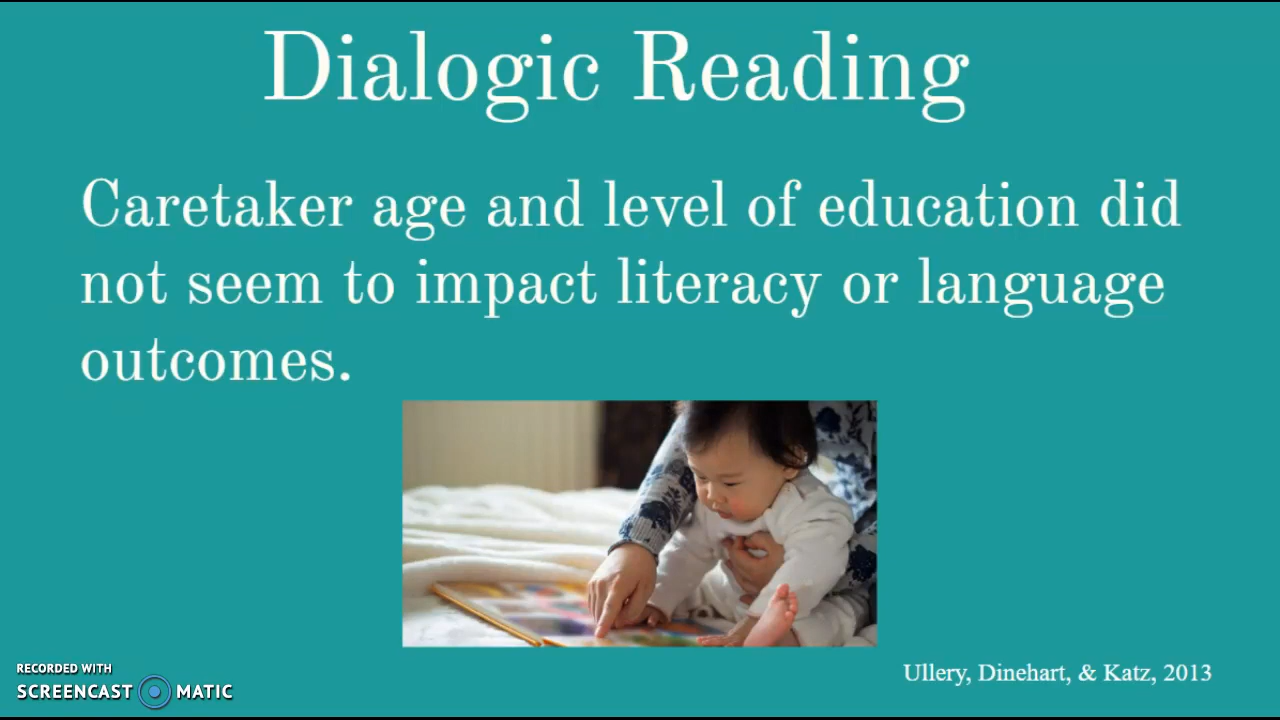 Dialogic Reading
Caretaker age and level of education did
not seem to impact literacy or language
outcomes.
Ullery, Dinehart, & Katz, 2013
RECORDED WITH
SCREENCAST MATIC